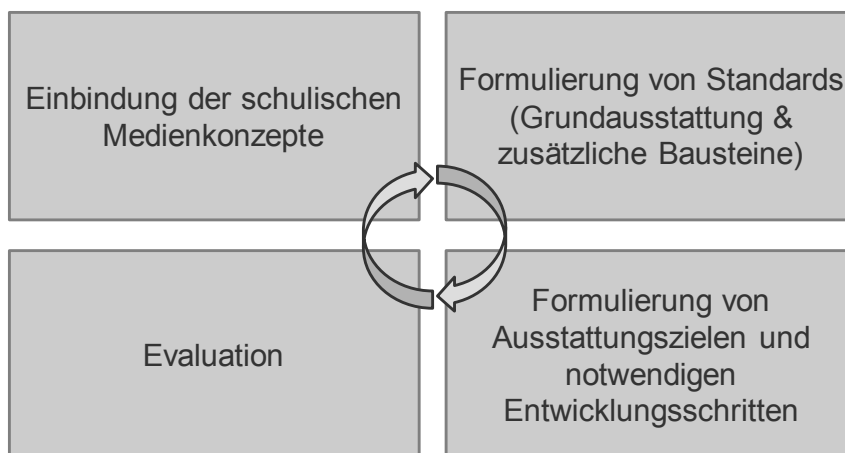 Einbindung der schulischen
Medienkonzepte
Formulierung von Standards
(Grundausstattung &
zusätzliche Bausteine)
Evaluation
Formulierung von
Ausstattungszielen und
notwendigen
Entwicklungsschritten